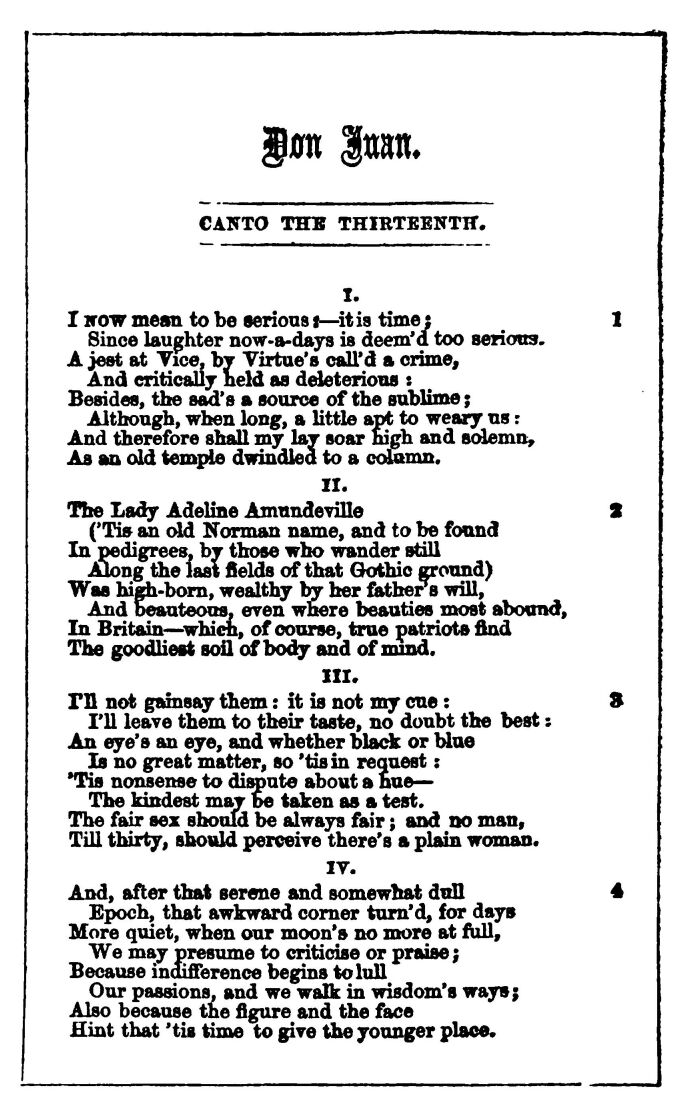 Don Juan.
CANTO THE THIRTEENTH.
I.
I NOW mean to be serious;—it is time; 1
Since laughter now-a-days is deem'd too serious.
A jest at Vice, by Virtue's call'd a crime,
And critically held as deleterious:
Besides, the sad's a source of the sublime;
Although, when long, a little apt to weary us:
And therefore shall my lay soar high and solemn,
As an old temple dwindled to a column.
II.
The Lady Adeline Amundeville 2
('Tis an old Norman name, and to be found
In pedigrees, by those who wander still
Along the last fields of that Gothic ground)
Was high-born, wealthy by her father's will,
And beauteous, even where beauties most abound,
In Britain—which, of course, true patriots find
The goodliest soil of body and of mind.
III.
I'll not gainsay them: it is not my cue: 3
I'll leave them to their taste, no doubt the best:
An eye's an eye, and whether black or blue
Is no great matter, so 'tis in request:
'Tis nonsense to dispute about a hue—
The kindest may be taken as a test.
The fair sex should be always fair; and no man,
Till thirty, should perceive there's a plain woman.
IV.
And, after that serene and somewhat dull 4
Epoch, that awkward corner turn'd, for days
More quiet, when our moon's no more at full,
We may presume to criticise or praise;
Because indifference begins to lull
Our passions, and we walk in wisdom's ways;
Also because the figure and the face
Hint that 'tis time to give the younger place.